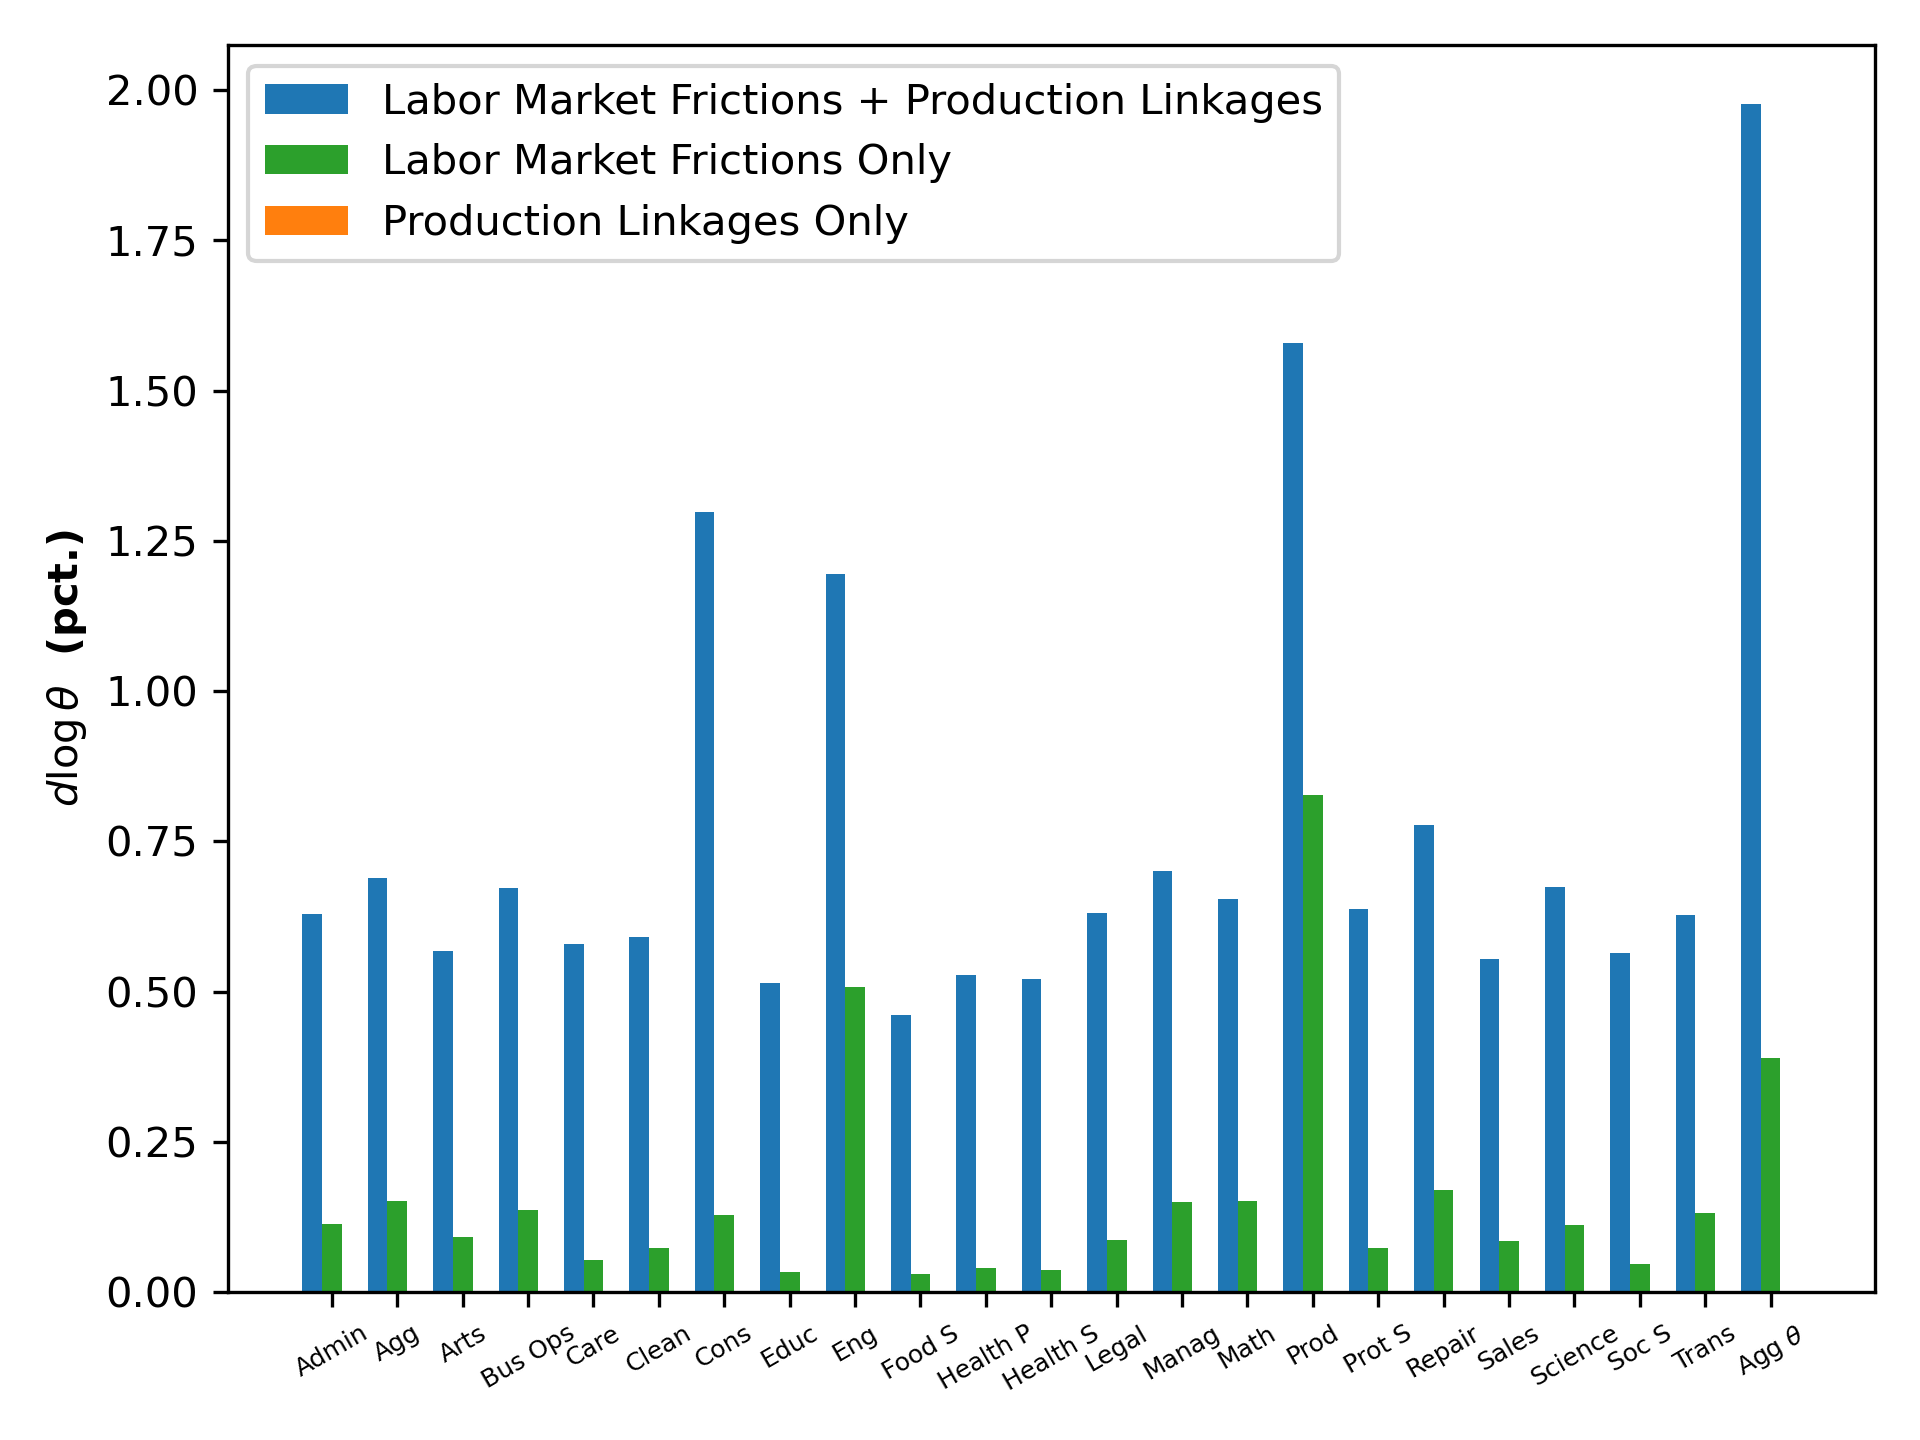 Labor Market Frictions + Production Linkages
Labor Market Frictions Only
Production Linkages Only
d log θ (pct.)
2.00
1.75
1.50
1.25
1.00
0.75
0.50
0.25
0.00
Admin
Agg
Arts
Bus Ops
Care
Clean
Cons
Educ
Eng
Food S
Health P
Health S
Legal
Manag
Math
Prod
Prot S
Repair
Sales
Science
Soc S
Trans
Agg θ